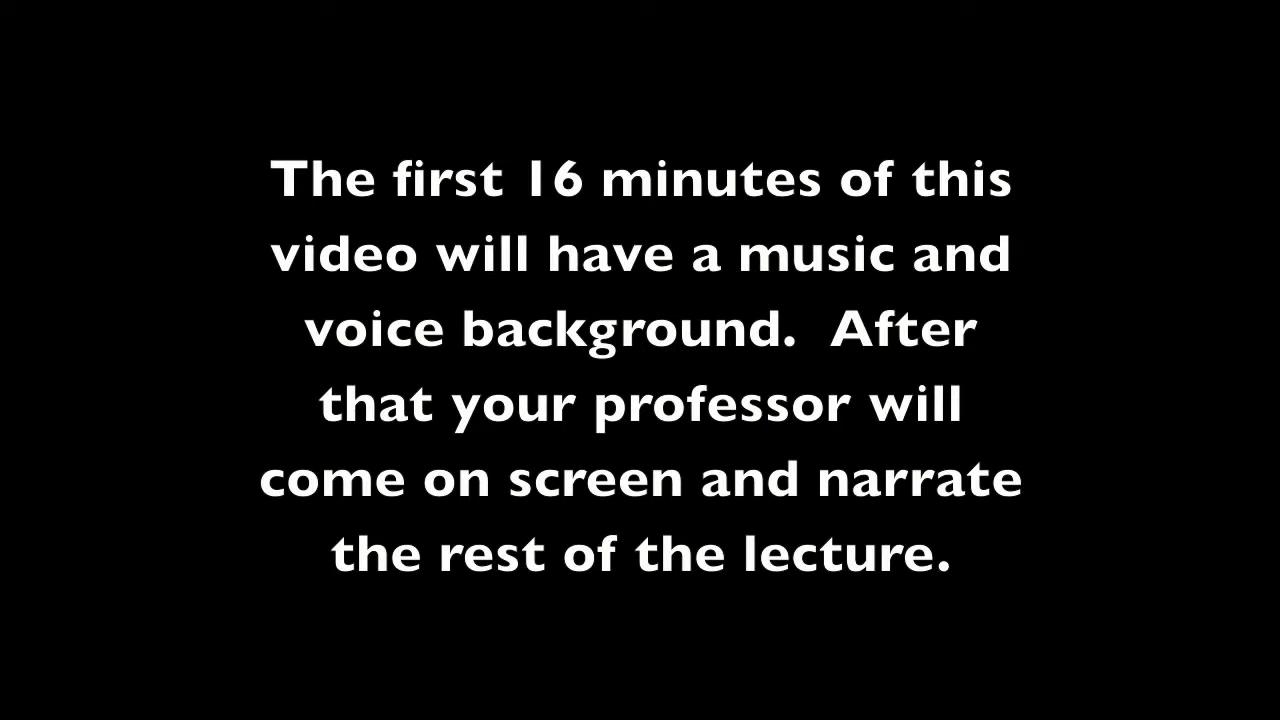 The first 16 minutes of this
video will have a music and
voice background.  After
that your professor will
come on screen and narrate
the rest of the lecture.